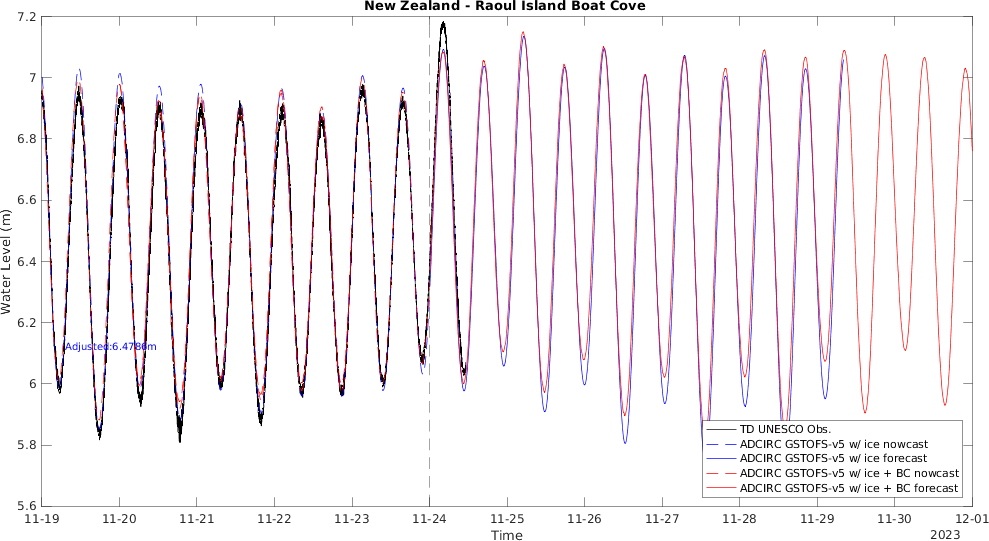 New Zealand - Raoul Island Boat Cove
7.2
7
6.8
6.6
6.4
6.2
6
5.8
5.6
Water Level (m)
Adjusted:6.4786m
TD UNESCO Obs.
ADCIRC GSTOFS-v5 w/ ice nowcast
ADCIRC GSTOFS-v5 w/ ice forecast
ADCIRC GSTOFS-v5 w/ ice + BC nowcast
ADCIRC GSTOFS-v5 w/ ice + BC forecast
11-19 11-20 11-21 11-22 11-23 11-24 11-25 11-26 11-27 11-28 11-29 11-30 12-01
Time
2023